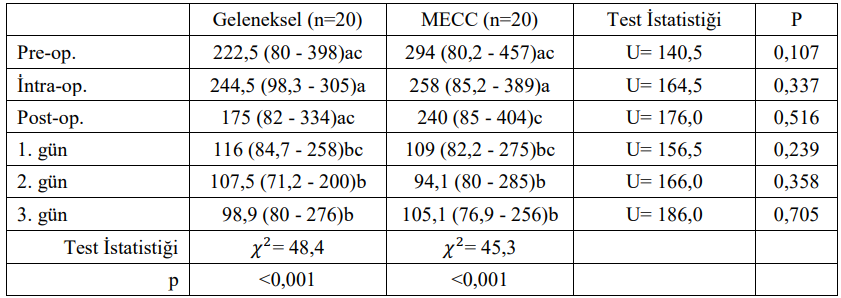 Geleneksel (n=20) MECC (n=20) Test İstatistiği P
Pre-op. 222,5 (80 - 398)ac 294 (80,2 - 457)ac U= 140,5 0,107
İntra-op. 244,5 (98,3 - 305)a 258 (85,2 - 389)a U= 164,5 0,337
Post-op. 175 (82 - 334)ac 240 (85 - 404)c U= 176,0 0,516
1. gün 116 (84,7 - 258)bc 109 (82,2 - 275)bc U= 156,5 0,239
2. gün 107,5 (71,2 - 200)b 94,1 (80 - 285)b U= 166,0 0,358
3. gün 98,9 (80 - 276)b 105,1 (76,9 - 256)b U= 186,0 0,705
Test İstatistiği χ²= 48,4 χ²= 45,3
p <0,001 <0,001